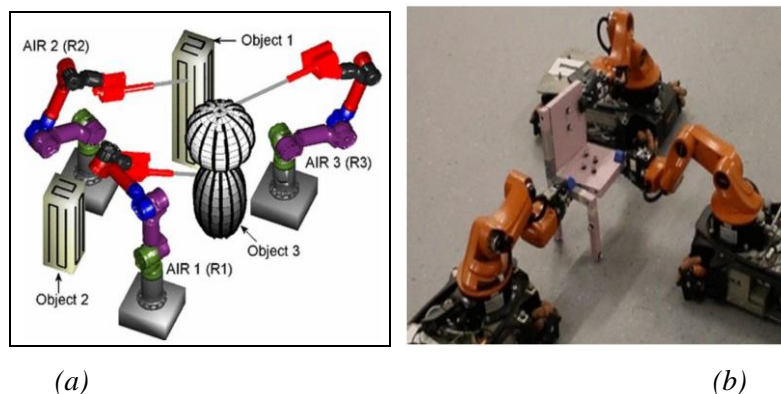 Object 1
AIR 2 (R2)
AIR 3 (R3)
Object 3
AIR 1 (R1)
Object 2
(a)
(b)